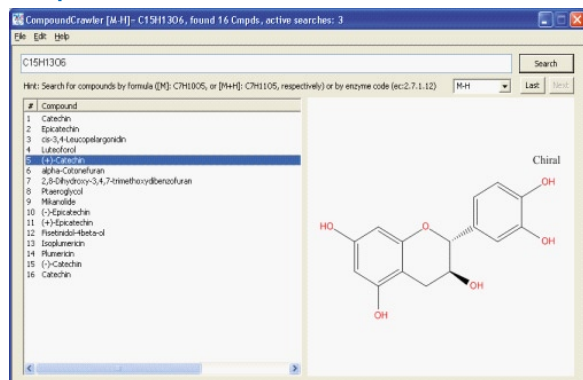 CompoundCrawler [M-H]- C15H13O6, found 16 Cmpds, active searches: 3
File Edit Help
C15H13O6
Search
Hint: Search for compounds by formula ([M]: C7H10O5, or [M+H]: C7H11O5, respectively) or by enzyme code (ec:2.7.1.12)
M-H
Last Next
# Compound
1 Catechin
2 Epicatechin
3 cis-3,4-Leucopelargonidin
4 Luteoforol
5 (+)-Catechin
6 alpha-Cotonefuran
7 2,8-Dihydroxy-3,4,7-trimethoxydibenzofuran
8 Ptaeroglycol
9 Mikanolide
10 (-)-Epicatechin
11 (+)-Epicatechin
12 Fisetinidol-4beta-ol
13 Isoplumericin
14 Plumericin
15 (-)-Catechin
16 Catechin
Chiral
OH
HO
O
OH
OH
OH